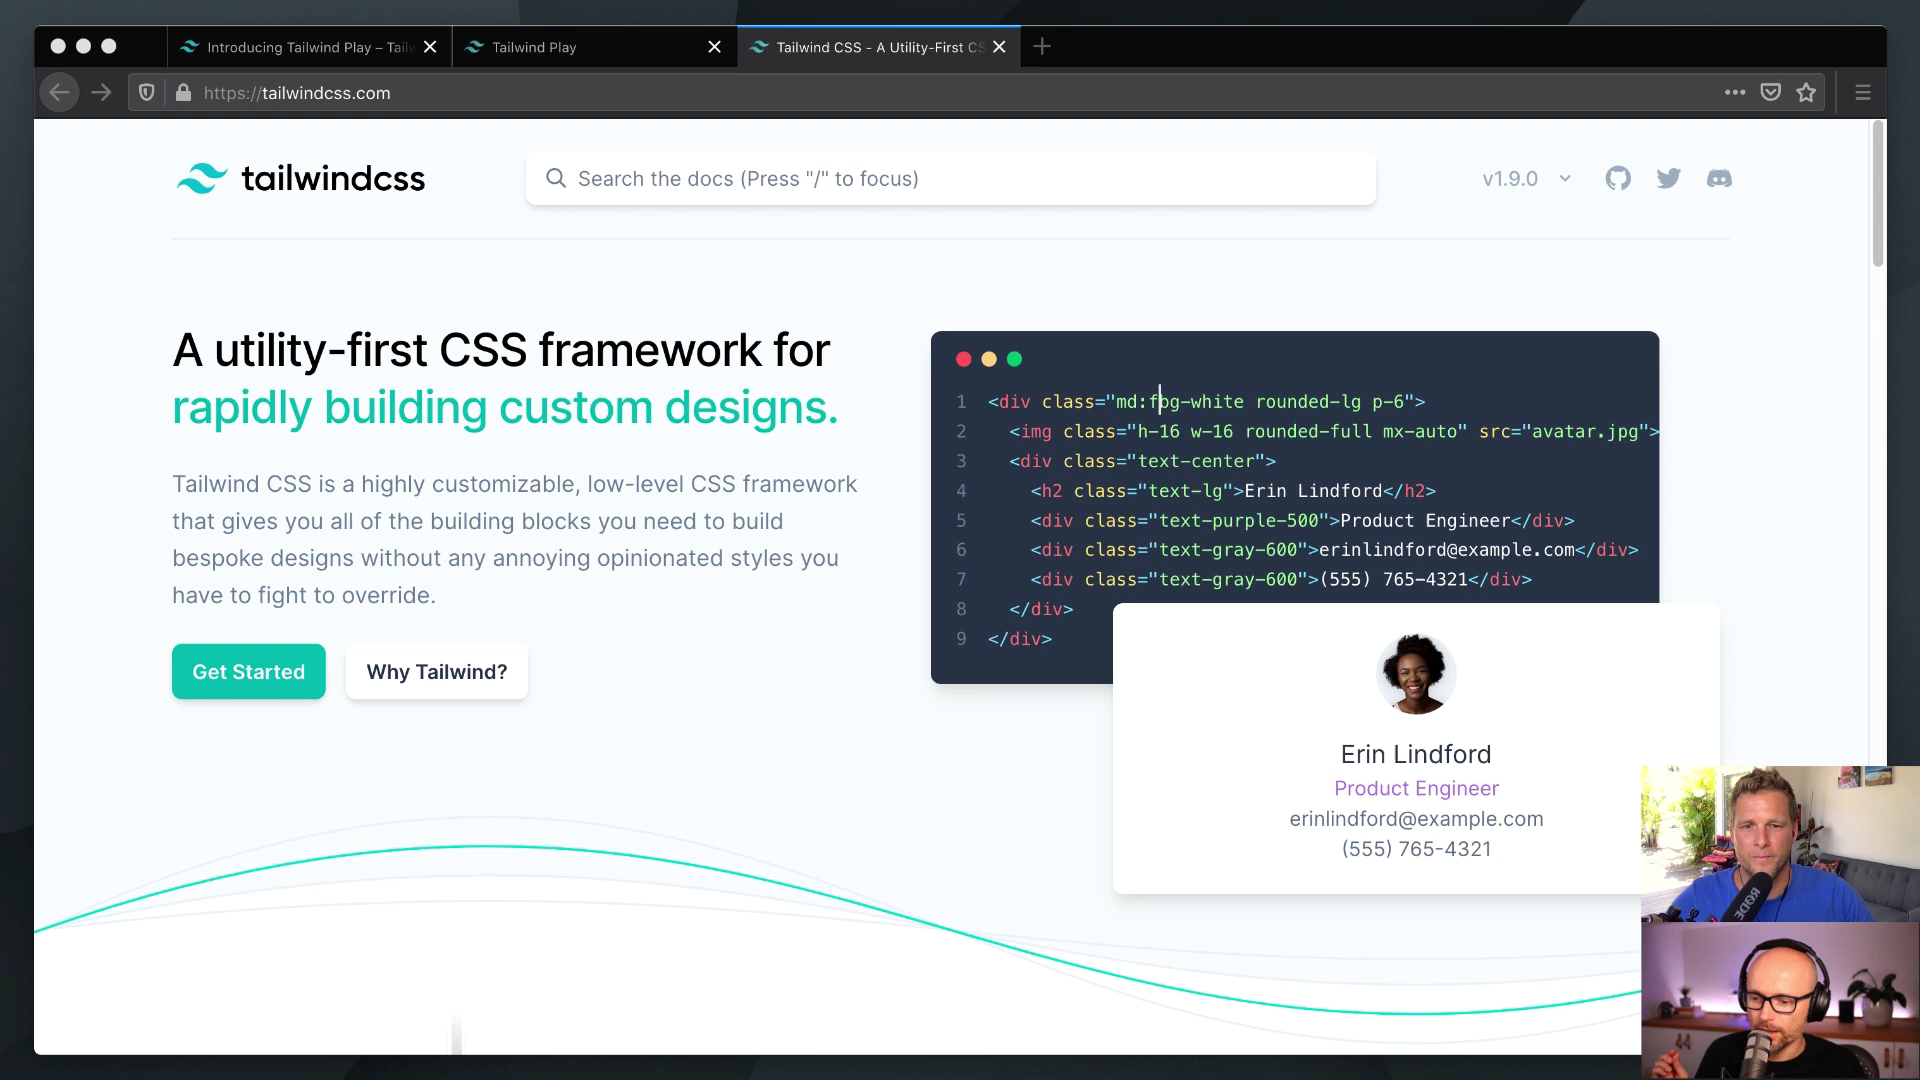 Introducing Tailwind Play – Tail
Tailwind Play
Tailwind CSS - A Utility-First CS
https://tailwindcss.com
tailwindcss
Search the docs (Press "/" to focus)
v1.9.0
A utility-first CSS framework for
rapidly building custom designs.
Tailwind CSS is a highly customizable, low-level CSS framework
that gives you all of the building blocks you need to build
bespoke designs without any annoying opinionated styles you
have to fight to override.
Get Started
Why Tailwind?
1 <div class="md:fbg-white rounded-lg p-6">
2 <img class="h-16 w-16 rounded-full mx-auto" src="avatar.jpg">
3 <div class="text-center">
4 <h2 class="text-lg">Erin Lindford</h2>
5 <div class="text-purple-500">Product Engineer</div>
6 <div class="text-gray-600">erinlindford@example.com</div>
7 <div class="text-gray-600">(555) 765-4321</div>
8 </div>
9 </div>
Erin Lindford
Product Engineer
erinlindford@example.com
(555) 765-4321
RØDE